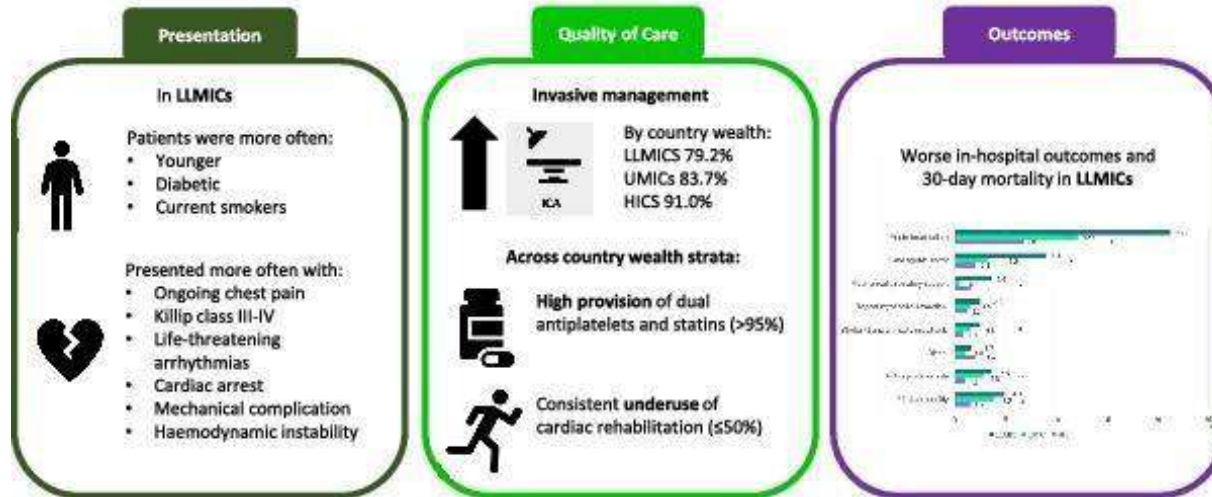 Presentation
In LLMICs
Patients were more often:
• Younger
• Diabetic
• Current smokers
Presented more often with:
• Ongoing chest pain
• Killip class III-IV
• Life-threatening
arrhythmias
• Cardiac arrest
• Mechanical complication
• Haemodynamic instability
Quality of Care
Invasive management
ICA
By country wealth:
LLMICS 79.2%
UMICs 83.7%
HICS 91.0%
Across country wealth strata:
High provision of dual
antiplatelets and statins (>95%)
Consistent underuse of
cardiac rehabilitation (≤50%)
Outcomes
Worse in-hospital outcomes and
30-day mortality in LLMICs